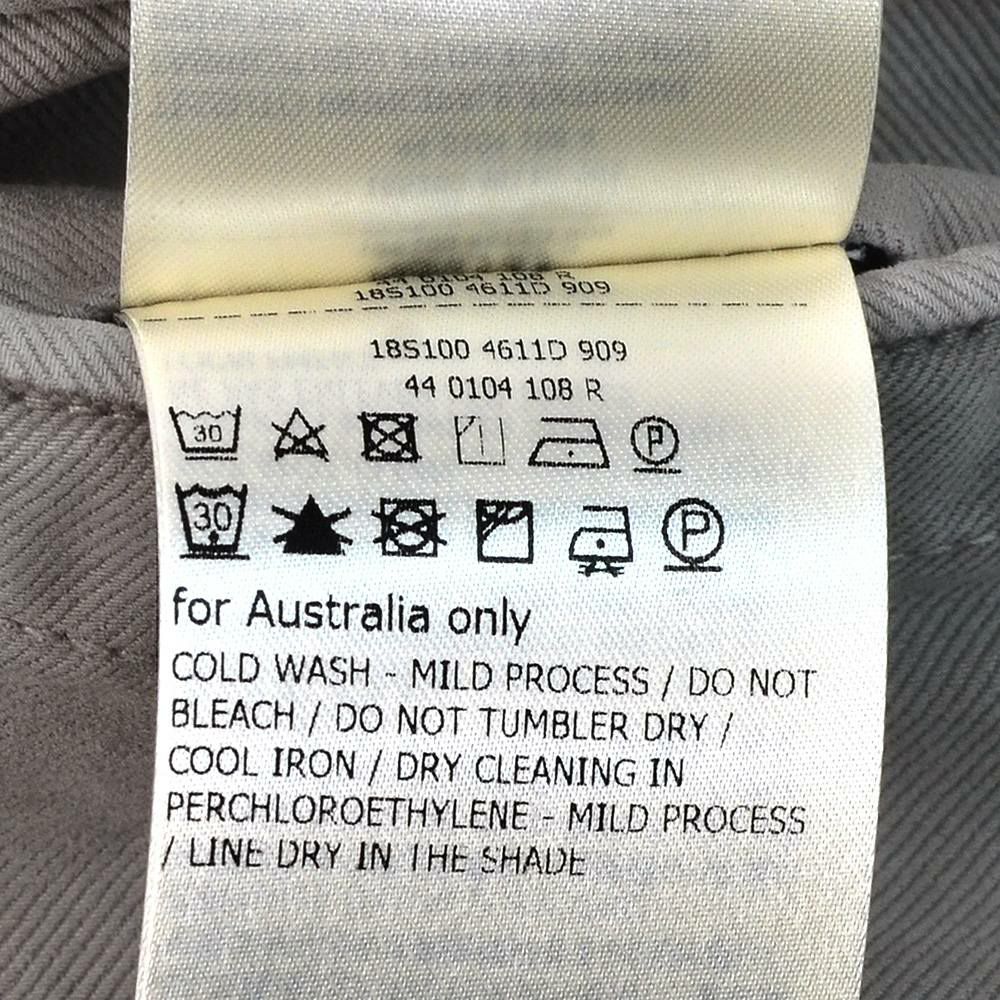 44 0104 108 R
18S100 4611D 909
18S100 4611D 909
44 0104 108 R
30 P
30 P
for Australia only
COLD WASH - MILD PROCESS / DO NOT
BLEACH / DO NOT TUMBLER DRY /
COOL IRON / DRY CLEANING IN
PERCHLOROETHYLENE - MILD PROCESS
/ LINE DRY IN THE SHADE